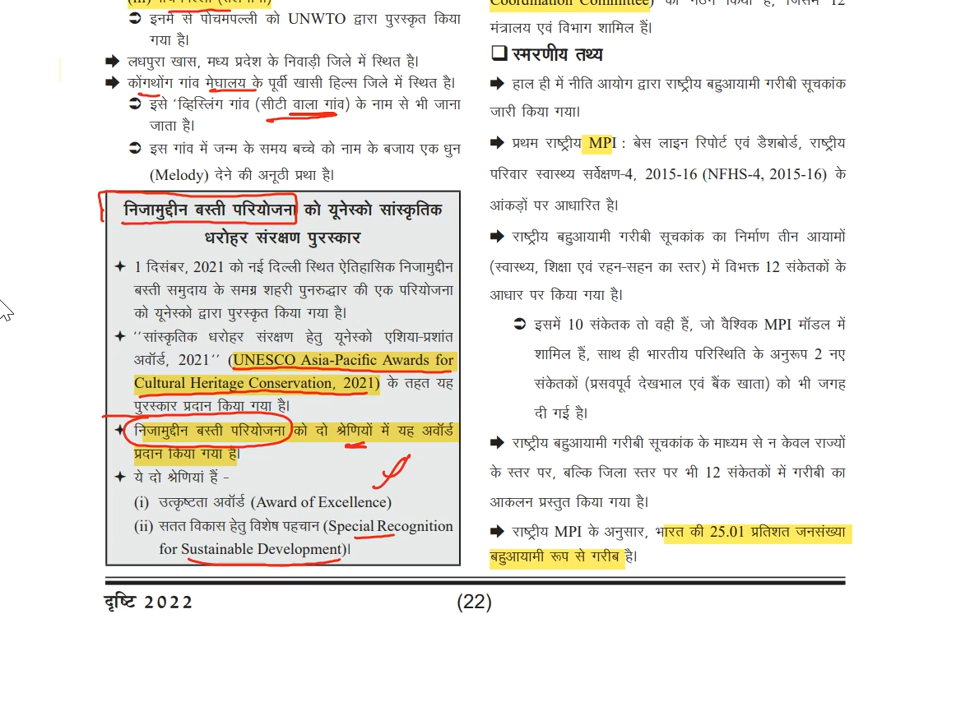 ➲ इनमें से पोचमपल्ली को UNWTO द्वारा पुरस्कृत किया
गया है।
➡ लधपुरा खास, मध्य प्रदेश के निवाड़ी जिले में स्थित है।
➡ कोंगथोंग गांव मेघालय के पूर्वी खासी हिल्स जिले में स्थित है।
➲ इसे 'व्हिस्लिंग गांव (सीटी वाला गांव) के नाम से भी जाना
जाता है।
➲ इस गांव में जन्म के समय बच्चे को नाम के बजाय एक धुन
(Melody) देने की अनूठी प्रथा है।
निजामुद्दीन बस्ती परियोजना को यूनेस्को सांस्कृतिक
धरोहर संरक्षण पुरस्कार
✦ 1 दिसंबर, 2021 को नई दिल्ली स्थित ऐतिहासिक निजामुद्दीन
बस्ती समुदाय के समग्र शहरी पुनरुद्धार की एक परियोजना
को यूनेस्को द्वारा पुरस्कृत किया गया है।
✦ ''सांस्कृतिक धरोहर संरक्षण हेतु यूनेस्को एशिया-प्रशांत
अवॉर्ड, 2021'' (UNESCO Asia-Pacific Awards for
Cultural Heritage Conservation, 2021) के तहत यह
पुरस्कार प्रदान किया गया है।
✦ निजामुद्दीन बस्ती परियोजना को दो श्रेणियों में यह अवॉर्ड
प्रदान किया गया है।
✦ ये दो श्रेणियां हैं -
(i) उत्कृष्टता अवॉर्ड (Award of Excellence)
(ii) सतत विकास हेतु विशेष पहचान (Special Recognition
for Sustainable Development)।
Coordination Committee) का गठन किया है, जिसमें 12
मंत्रालय एवं विभाग शामिल हैं।
❑ स्मरणीय तथ्य
➡ हाल ही में नीति आयोग द्वारा राष्ट्रीय बहुआयामी गरीबी सूचकांक
जारी किया गया।
➡ प्रथम राष्ट्रीय MPI : बेस लाइन रिपोर्ट एवं डैशबोर्ड, राष्ट्रीय
परिवार स्वास्थ्य सर्वेक्षण-4, 2015-16 (NFHS-4, 2015-16) के
आंकड़ों पर आधारित है।
➡ राष्ट्रीय बहुआयामी गरीबी सूचकांक का निर्माण तीन आयामों
(स्वास्थ्य, शिक्षा एवं रहन-सहन का स्तर) में विभक्त 12 संकेतकों के
आधार पर किया गया है।
➲ इसमें 10 संकेतक तो वही हैं, जो वैश्विक MPI मॉडल में
शामिल हैं, साथ ही भारतीय परिस्थिति के अनुरूप 2 नए
संकेतकों (प्रसवपूर्व देखभाल एवं बैंक खाता) को भी जगह
दी गई है।
➡ राष्ट्रीय बहुआयामी गरीबी सूचकांक के माध्यम से न केवल राज्यों
के स्तर पर, बल्कि जिला स्तर पर भी 12 संकेतकों में गरीबी का
आकलन प्रस्तुत किया गया है।
➡ राष्ट्रीय MPI के अनुसार, भारत की 25.01 प्रतिशत जनसंख्या
बहुआयामी रूप से गरीब है।
दृष्टि 2022
(22)